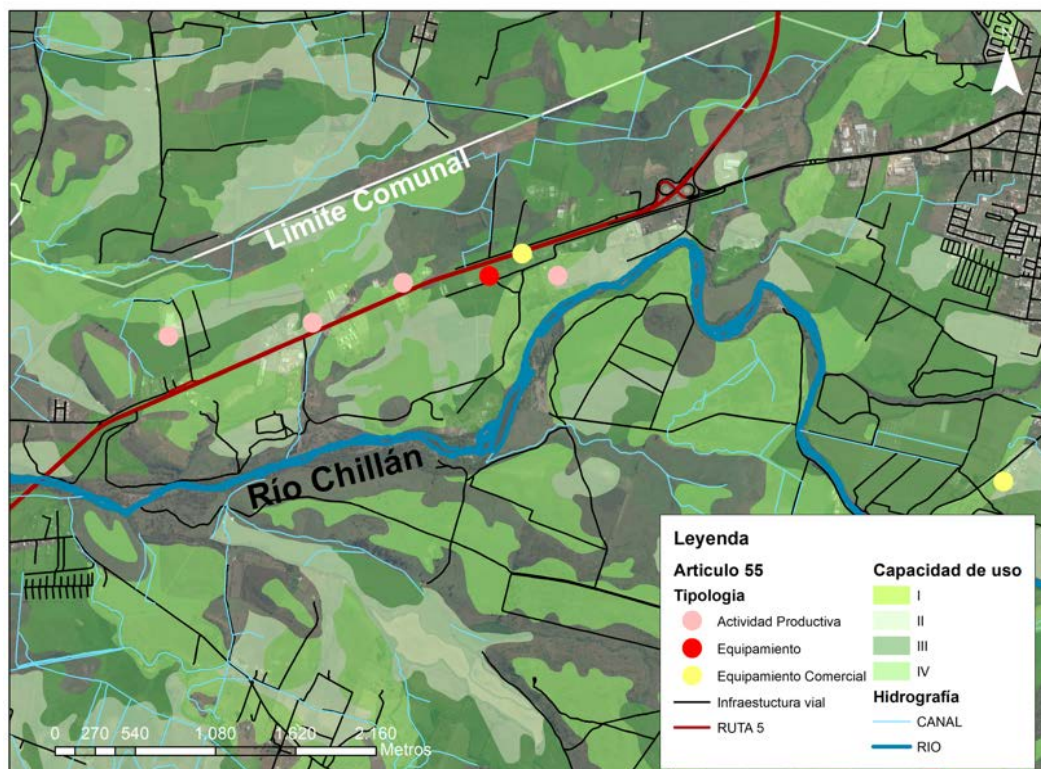 Límite Comunal
Río Chillán
0 270 540 1.080 1.620 2.160
Metros
Leyenda
Articulo 55
Tipologia
Actividad Productiva
Equipamiento
Equipamiento Comercial
Infraestuctura vial
RUTA 5
Capacidad de uso
I
II
III
IV
Hidrografía
CANAL
RIO